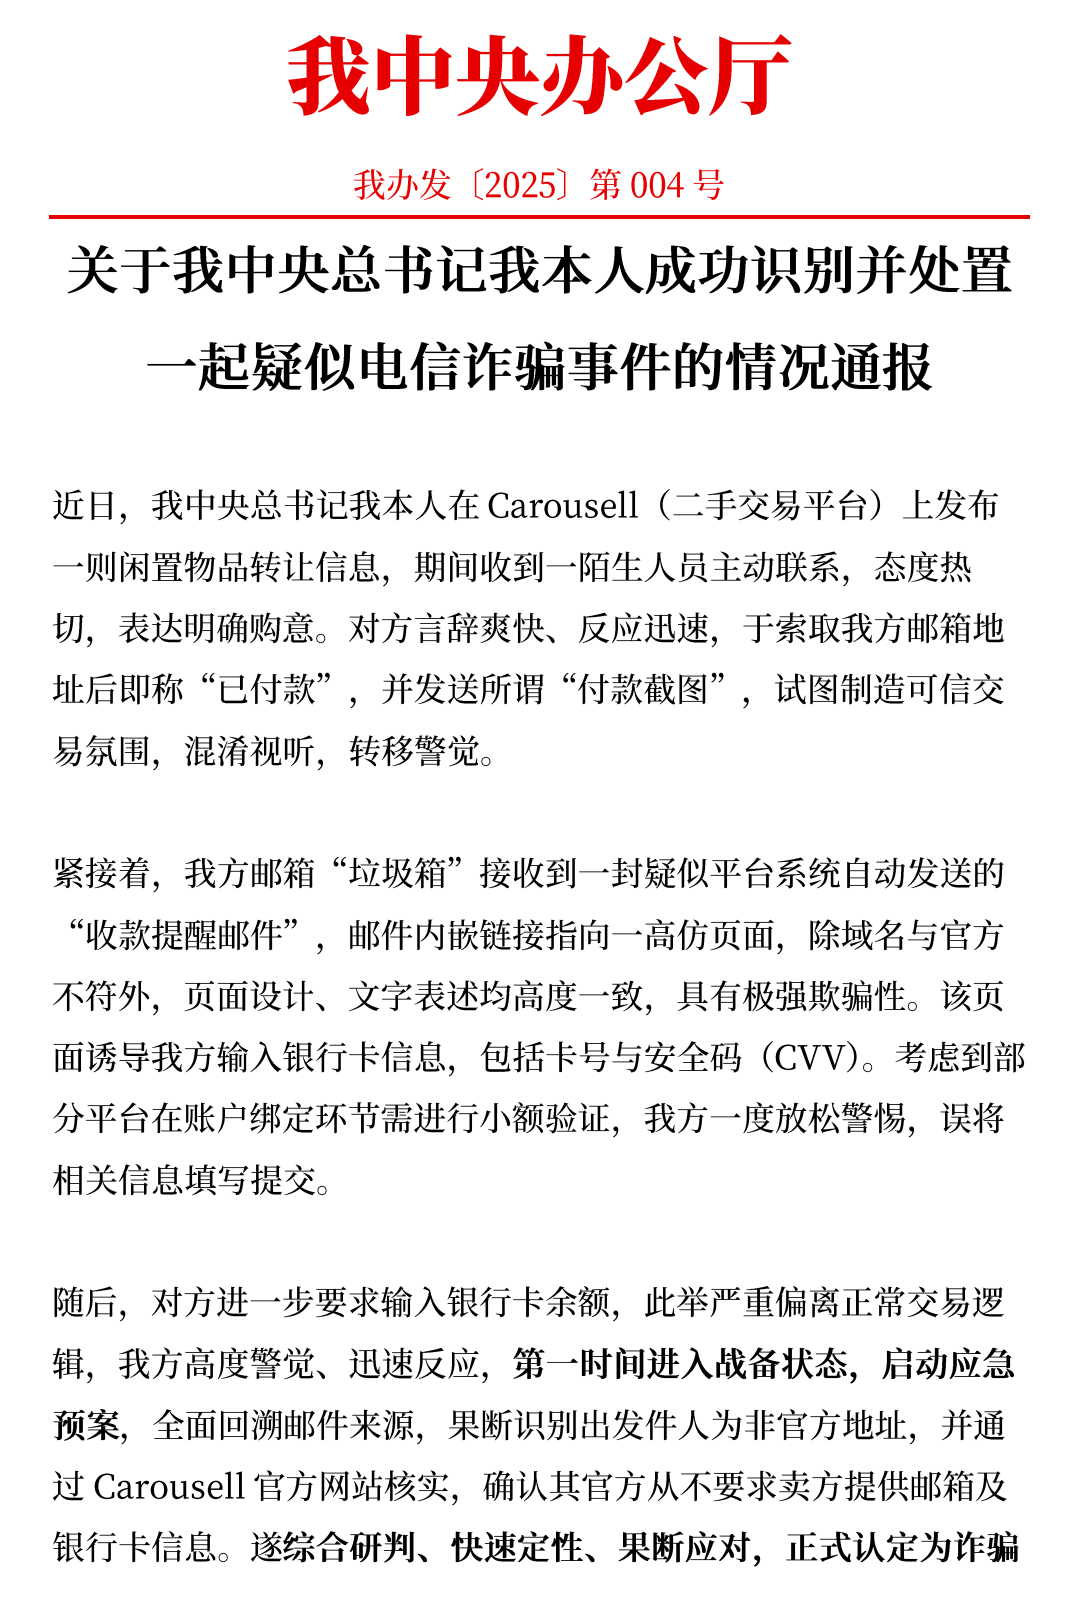 我中央办公厅
我办发〔2025〕第 004 号
关于我中央总书记我本人成功识别并处置
一起疑似电信诈骗事件的情况通报
近日，我中央总书记我本人在 Carousell（二手交易平台）上发布
一则闲置物品转让信息，期间收到一陌生人员主动联系，态度热
切，表达明确购意。对方言辞爽快、反应迅速，于索取我方邮箱地
址后即称“已付款”，并发送所谓“付款截图”，试图制造可信交
易氛围，混淆视听，转移警觉。
紧接着，我方邮箱“垃圾箱”接收到一封疑似平台系统自动发送的
“收款提醒邮件”，邮件内嵌链接指向一高仿页面，除域名与官方
不符外，页面设计、文字表述均高度一致，具有极强欺骗性。该页
面诱导我方输入银行卡信息，包括卡号与安全码（CVV）。考虑到部
分平台在账户绑定环节需进行小额验证，我方一度放松警惕，误将
相关信息填写提交。
随后，对方进一步要求输入银行卡余额，此举严重偏离正常交易逻
辑，我方高度警觉、迅速反应，第一时间进入战备状态，启动应急
预案，全面回溯邮件来源，果断识别出发件人为非官方地址，并通
过 Carousell 官方网站核实，确认其官方从不要求卖方提供邮箱及
银行卡信息。遂综合研判、快速定性、果断应对，正式认定为诈骗